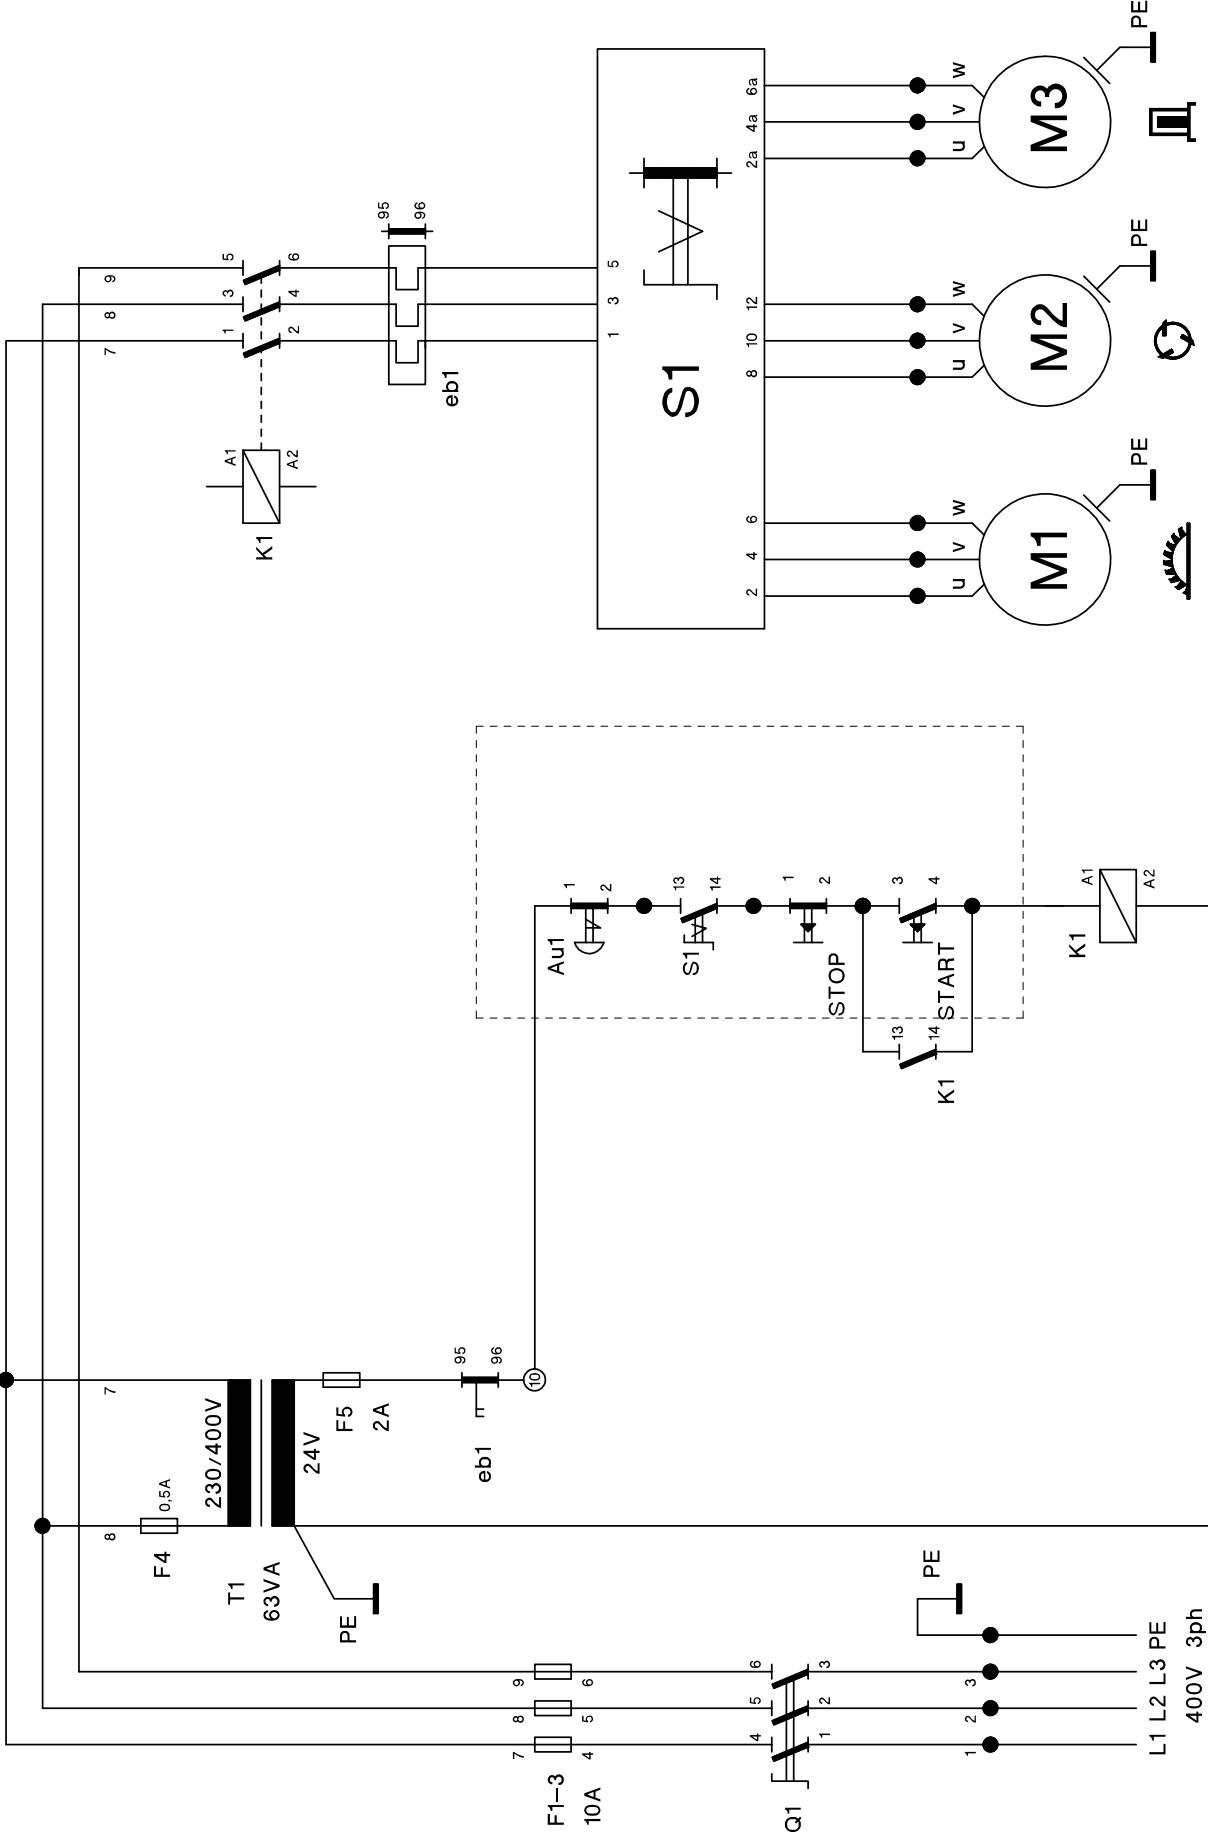 L1 L2 L3 PE
400V 3ph
1 2 3
PE
Q1
1 2 3
4 5 6
F1-3
10A
4 5 6
7 8 9
PE
T1
63VA
F4
0,5A
8
7
230/400V
24V
F5
2A
eb1
95
96
10
Au1
1
2
S1
13
14
STOP
1
2
START
3
4
K1
13
14
K1
A1
A2
K1
A1
A2
7 8 9
1 3 5
2 4 6
eb1
95
96
1 3 5
S1
2 4 6
8 10 12
2a 4a 6a
u v w
M1
PE
u v w
M2
PE
u v w
M3
PE